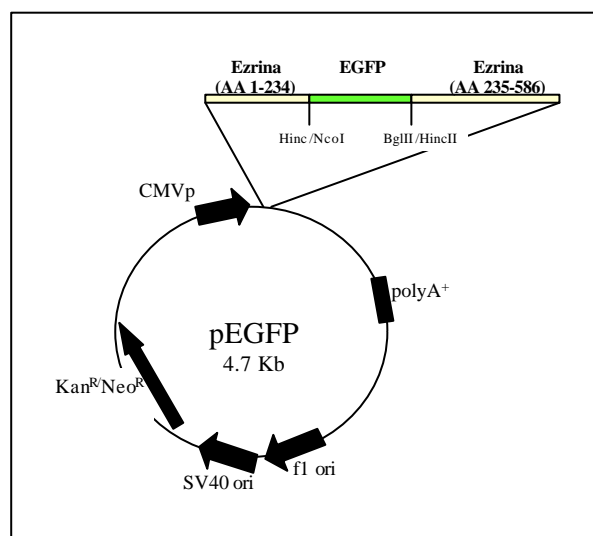 Ezrina
(AA 1-234)
EGFP
Ezrina
(AA 235-586)
Hinc/NcoI
BglII/HincII
CMVp
polyA⁺
pEGFP
4.7 Kb
Kanᴿ/Neoᴿ
SV40 ori
f1 ori